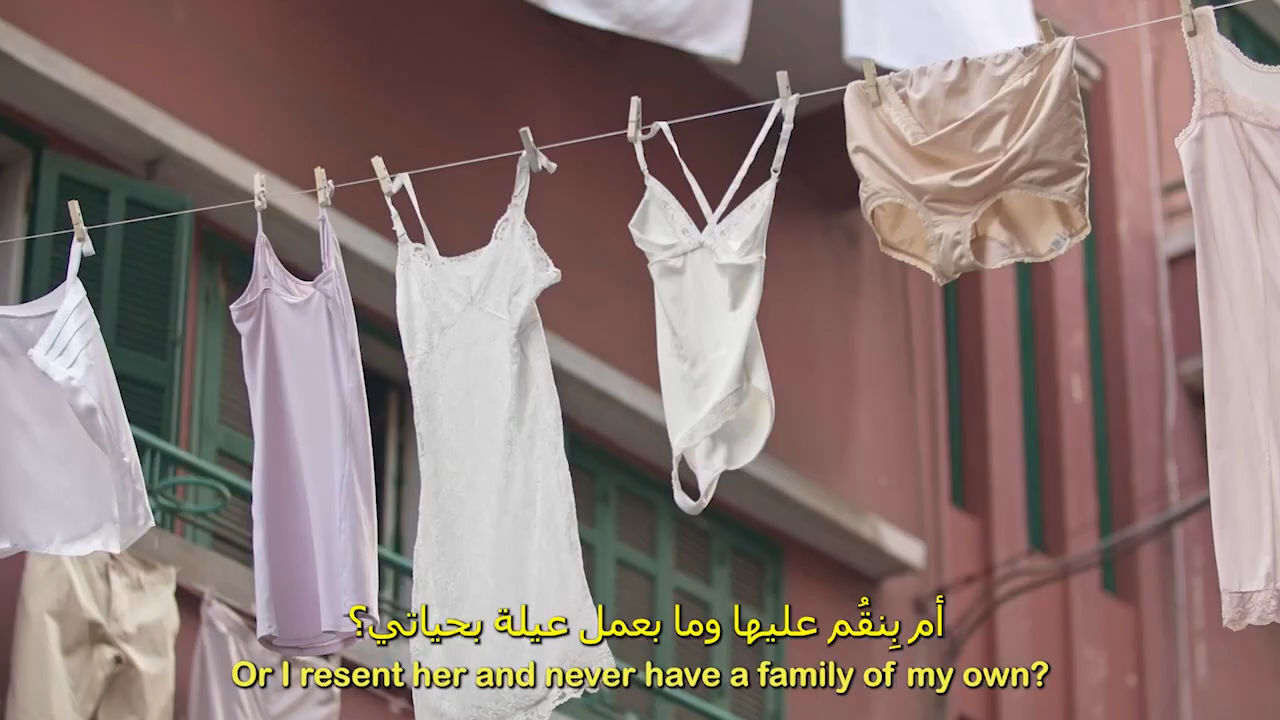 أم بِنقُم عليها وما بعمل عيلة بحياتي؟
Or I resent her and never have a family of my own?